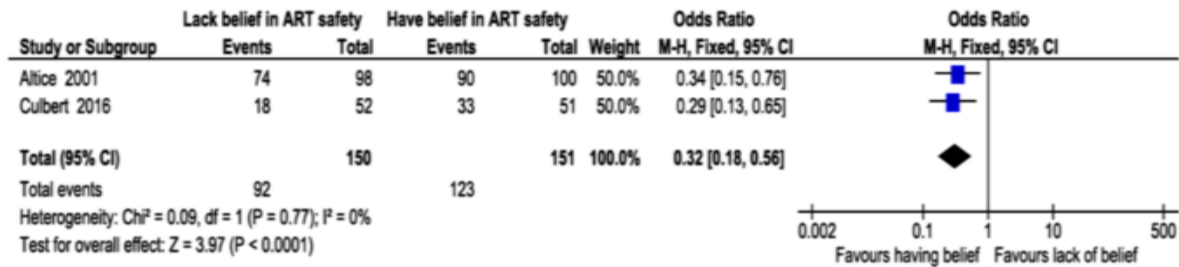 Lack belief in ART safety Have belief in ART safety Odds Ratio Odds Ratio
Study or Subgroup Events Total Events Total Weight M-H, Fixed, 95% CI M-H, Fixed, 95% CI
Altice 2001 74 98 90 100 50.0% 0.34 [0.15, 0.76]
Culbert 2016 18 52 33 51 50.0% 0.29 [0.13, 0.65]
Total (95% CI) 150 151 100.0% 0.32 [0.18, 0.56]
Total events 92 123
Heterogeneity: Chi² = 0.09, df = 1 (P = 0.77); I² = 0%
Test for overall effect: Z = 3.97 (P < 0.0001)
0.002 0.1 1 10 500
Favours having belief Favours lack of belief